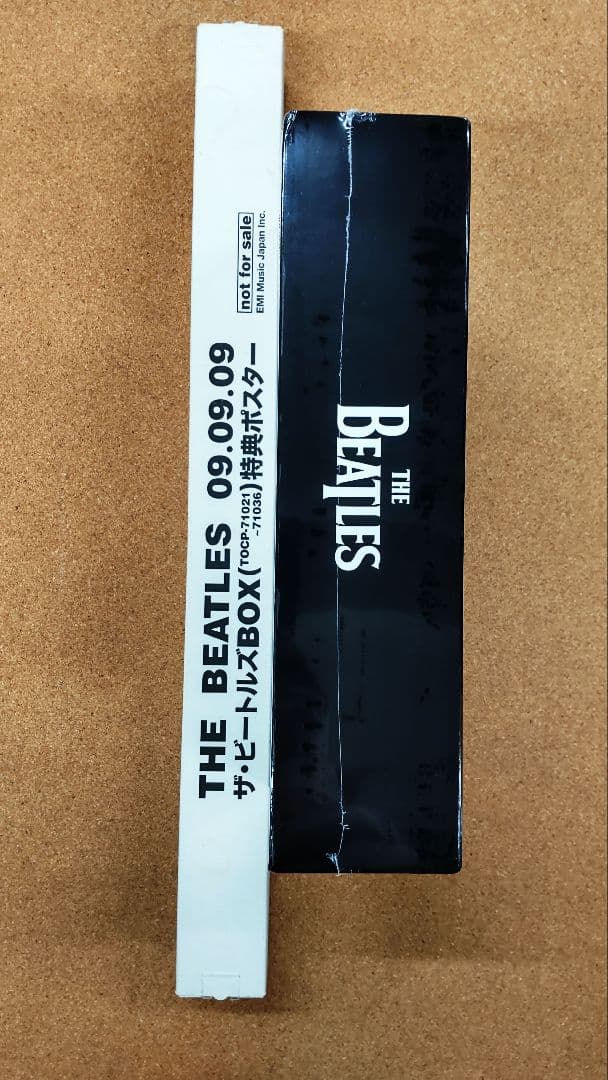 THE BEATLES 09.09.09
ザ・ビートルズBOX(TOCP-71021~71036)特典ポスター
not for sale
EMI Music Japan Inc.
THE
BEATLES